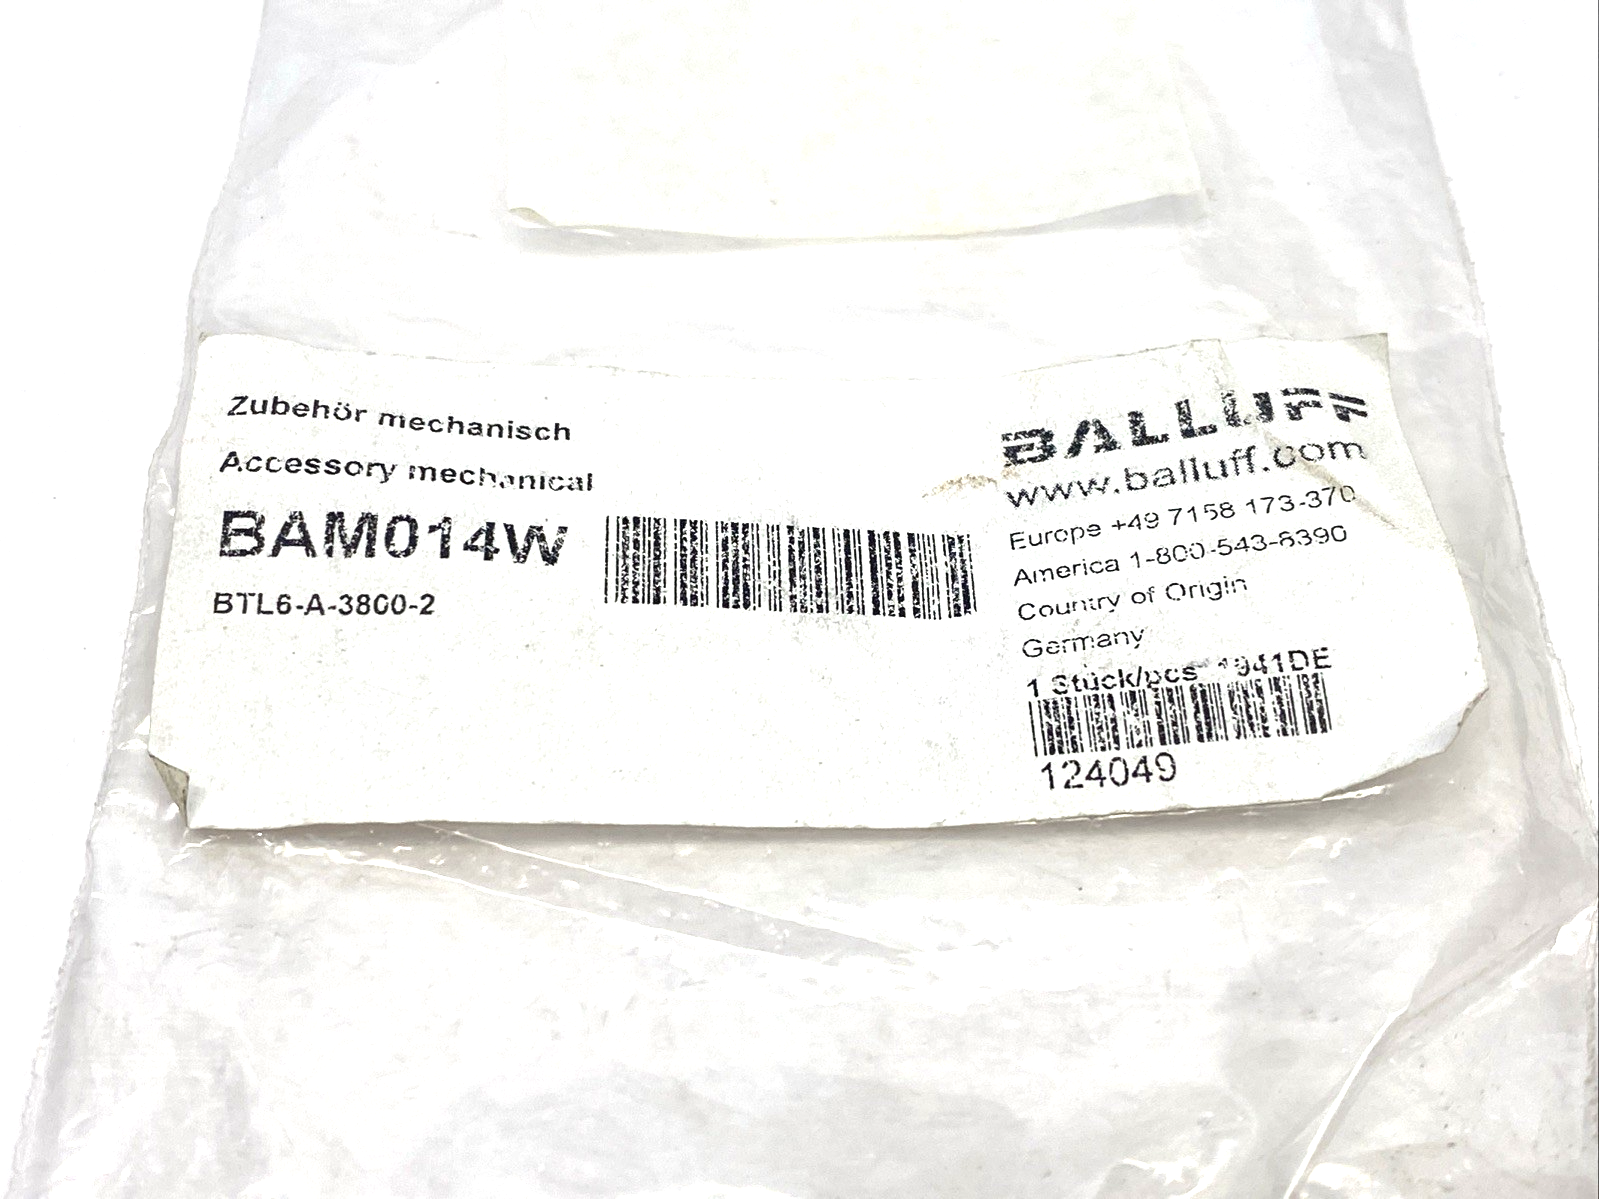 Zubehör mechanisch
Accessory mechanical
BAM014W
BTL6-A-3800-2
BALLUFF
www.balluff.com
Europe +49 7158 173-370
America 1-800-543-8390
Country of Origin
Germany
1 Stück/pcs 1941DE
124049